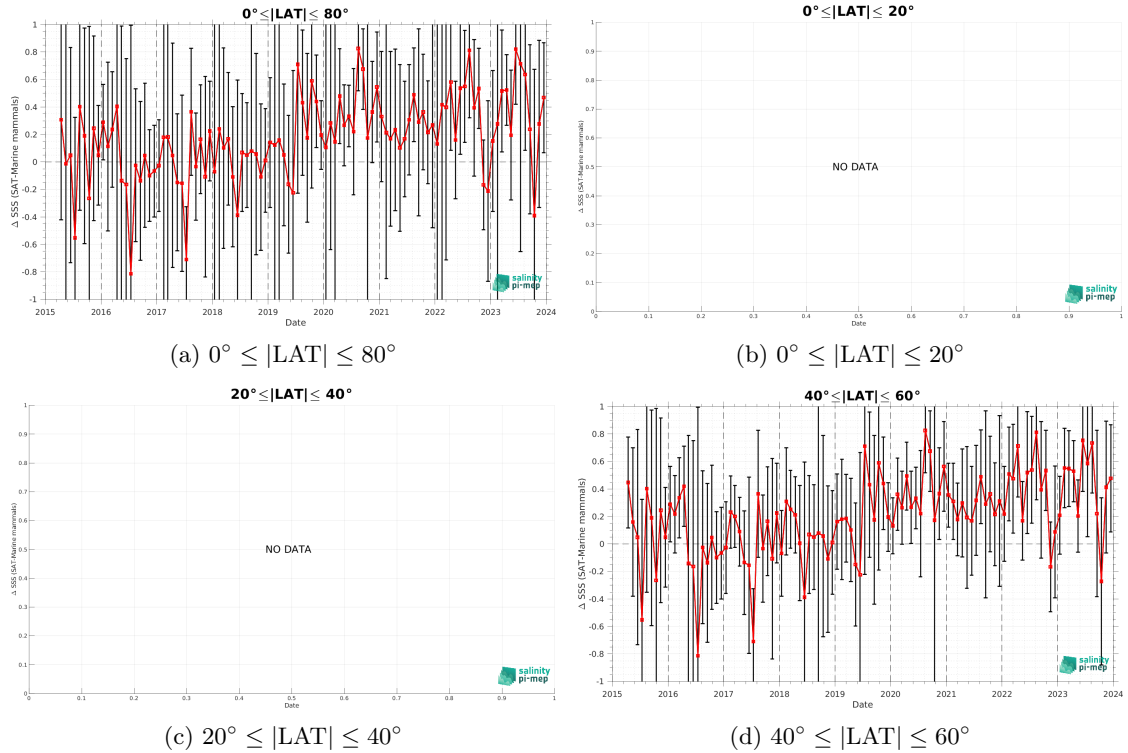 0°≤|LAT|≤ 80°
1
0.8
0.6
0.4
0.2
0
-0.2
-0.4
-0.6
-0.8
-1
Δ SSS (SAT-Marine mammals)
2015 2016 2017 2018 2019 2020 2021 2022 2023 2024
Date
salinity
pi-mep
(a) 0° ≤ |LAT| ≤ 80°
0°≤|LAT|≤ 20°
1
0.9
0.8
0.7
0.6
0.5
0.4
0.3
0.2
0.1
0
Δ SSS (SAT-Marine mammals)
NO DATA
0 0.1 0.2 0.3 0.4 0.5 0.6 0.7 0.8 0.9 1
Date
salinity
pi-mep
(b) 0° ≤ |LAT| ≤ 20°
20°≤|LAT|≤ 40°
1
0.9
0.8
0.7
0.6
0.5
0.4
0.3
0.2
0.1
0
Δ SSS (SAT-Marine mammals)
NO DATA
0 0.1 0.2 0.3 0.4 0.5 0.6 0.7 0.8 0.9 1
Date
salinity
pi-mep
(c) 20° ≤ |LAT| ≤ 40°
40°≤|LAT|≤ 60°
1
0.8
0.6
0.4
0.2
0
-0.2
-0.4
-0.6
-0.8
-1
Δ SSS (SAT-Marine mammals)
2015 2016 2017 2018 2019 2020 2021 2022 2023 2024
Date
salinity
pi-mep
(d) 40° ≤ |LAT| ≤ 60°